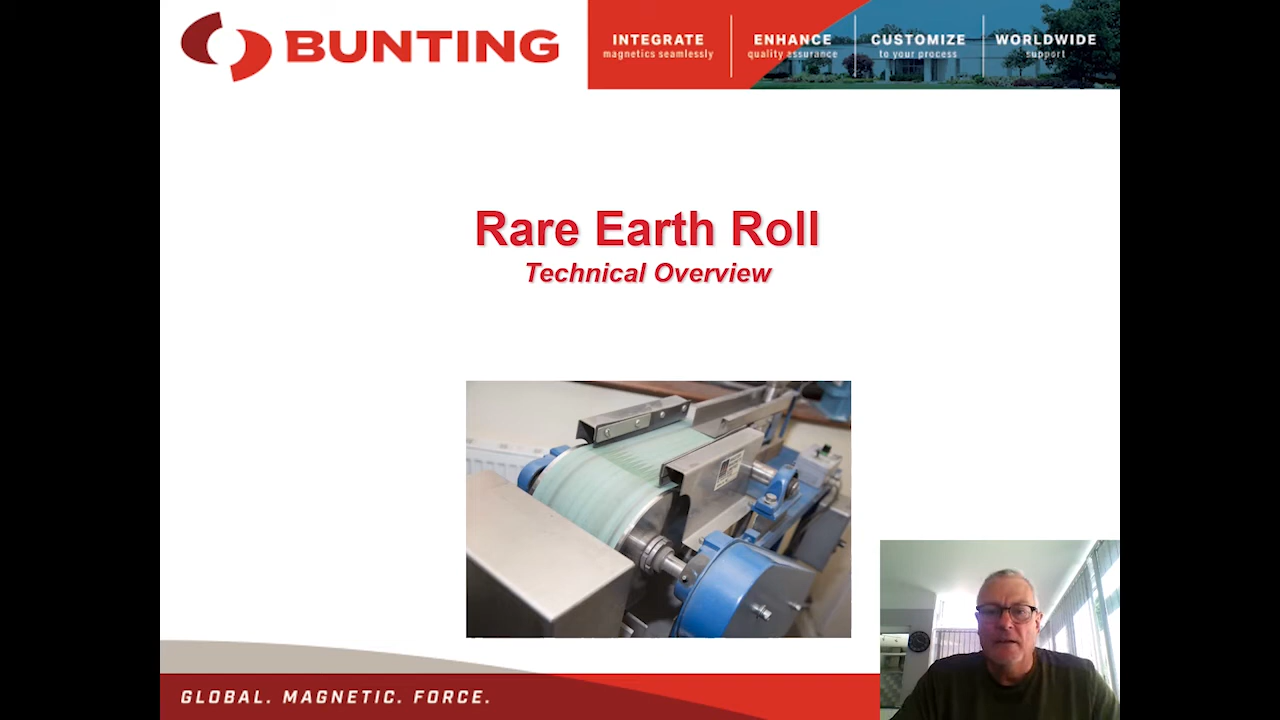 BUNTING
INTEGRATE
magnetics seamlessly
ENHANCE
quality assurance
CUSTOMIZE
to your process
WORLDWIDE
support
Rare Earth Roll
Technical Overview
GLOBAL. MAGNETIC. FORCE.